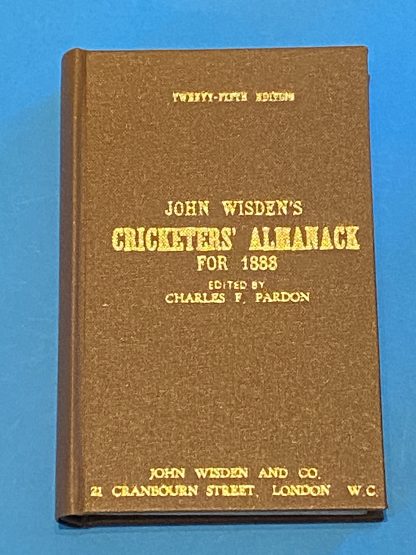 TWENTY-FIFTH EDITION
JOHN WISDEN'S
CRICKETERS' ALMANACK
FOR 1888
EDITED BY
CHARLES F. PARDON
JOHN WISDEN AND CO.
21 CRANBOURN STREET, LONDON, W.C.